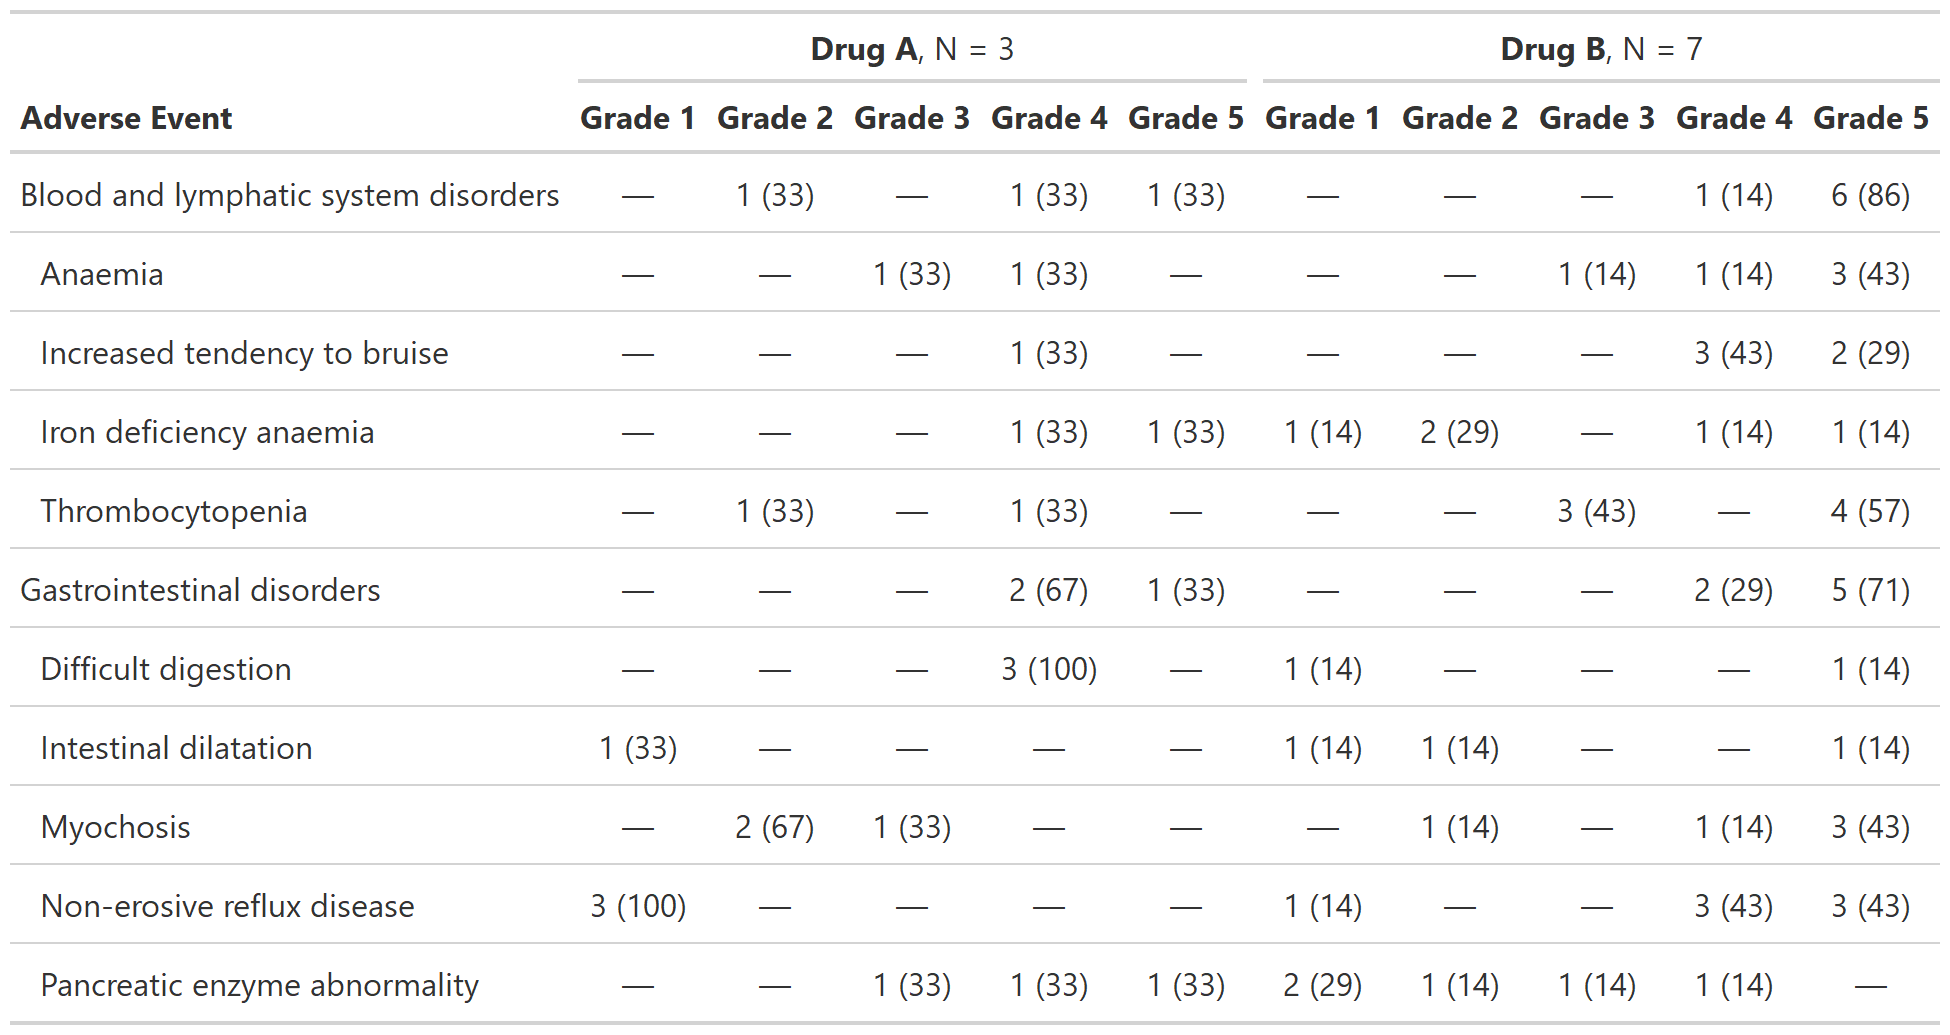 Drug A, N = 3 Drug B, N = 7
Adverse Event Grade 1 Grade 2 Grade 3 Grade 4 Grade 5 Grade 1 Grade 2 Grade 3 Grade 4 Grade 5
Blood and lymphatic system disorders — 1 (33) — 1 (33) 1 (33) — — — 1 (14) 6 (86)
Anaemia — — 1 (33) 1 (33) — — — 1 (14) 1 (14) 3 (43)
Increased tendency to bruise — — — 1 (33) — — — — 3 (43) 2 (29)
Iron deficiency anaemia — — — 1 (33) 1 (33) 1 (14) 2 (29) — 1 (14) 1 (14)
Thrombocytopenia — 1 (33) — 1 (33) — — — 3 (43) — 4 (57)
Gastrointestinal disorders — — — 2 (67) 1 (33) — — — 2 (29) 5 (71)
Difficult digestion — — — 3 (100) — 1 (14) — — — 1 (14)
Intestinal dilatation 1 (33) — — — — 1 (14) 1 (14) — — 1 (14)
Myochosis — 2 (67) 1 (33) — — — 1 (14) — 1 (14) 3 (43)
Non-erosive reflux disease 3 (100) — — — — 1 (14) — — 3 (43) 3 (43)
Pancreatic enzyme abnormality — — 1 (33) 1 (33) 1 (33) 2 (29) 1 (14) 1 (14) 1 (14) —